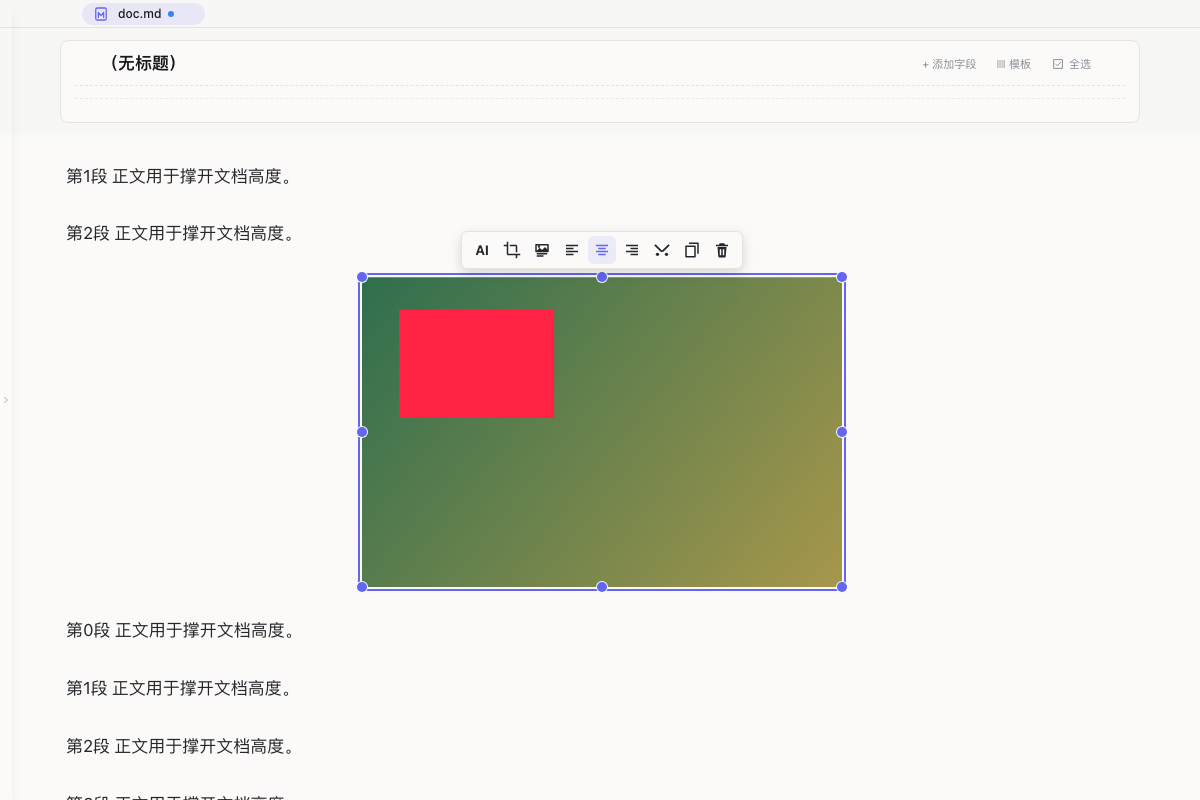 doc.md
(无标题)
+ 添加字段 模板 全选
第1段 正文用于撑开文档高度。
第2段 正文用于撑开文档高度。
AI
第0段 正文用于撑开文档高度。
第1段 正文用于撑开文档高度。
第2段 正文用于撑开文档高度。